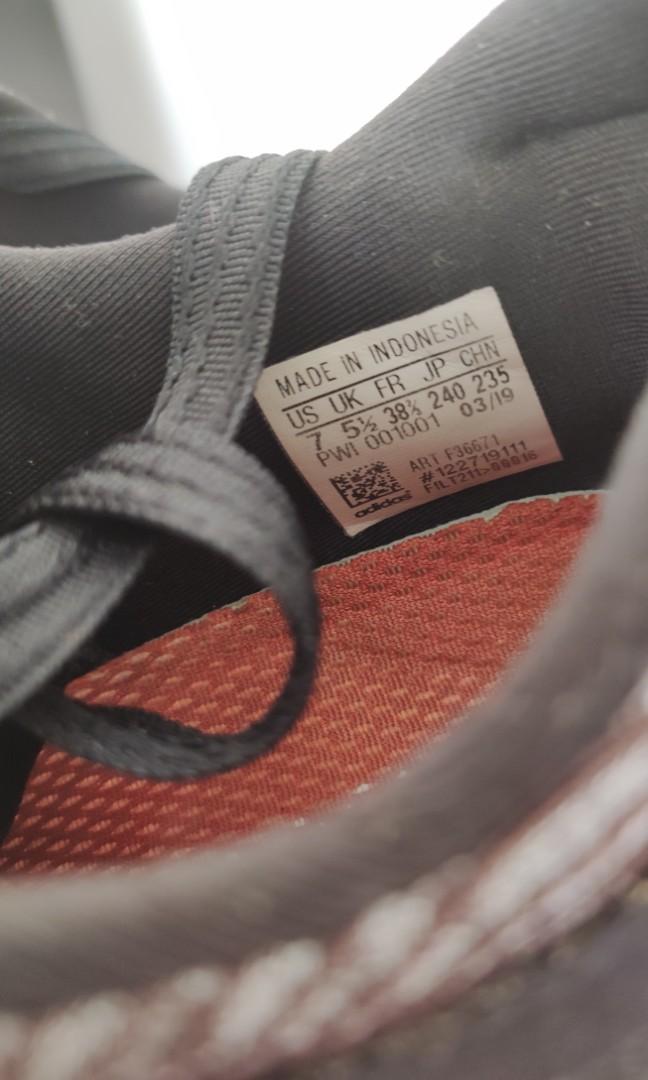 MADE IN INDONESIA
US UK FR JP CHN
7 5½ 38⅔ 240 235
PWI 001001 03/19
ART F36671
#122719111
adidas